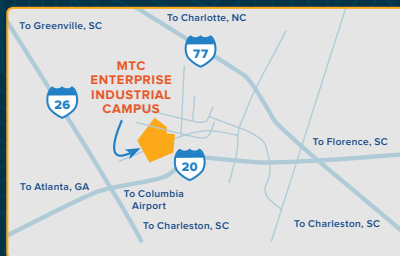 To Charlotte, NC
To Greenville, SC
77
MTC
ENTERPRISE
INDUSTRIAL
CAMPUS
26
To Florence, SC
20
To Atlanta, GA
To Columbia
Airport
To Charleston, SC
To Charleston, SC